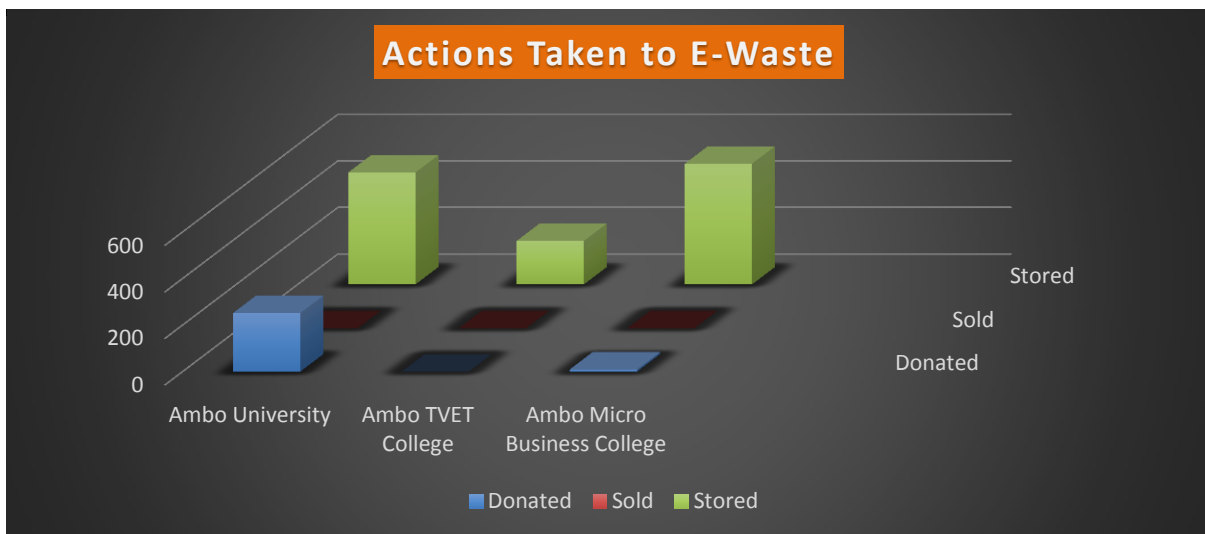 Actions Taken to E-Waste
600
400
200
0
Stored
Sold
Donated
Ambo University
Ambo TVET
College
Ambo Micro
Business College
Donated Sold Stored